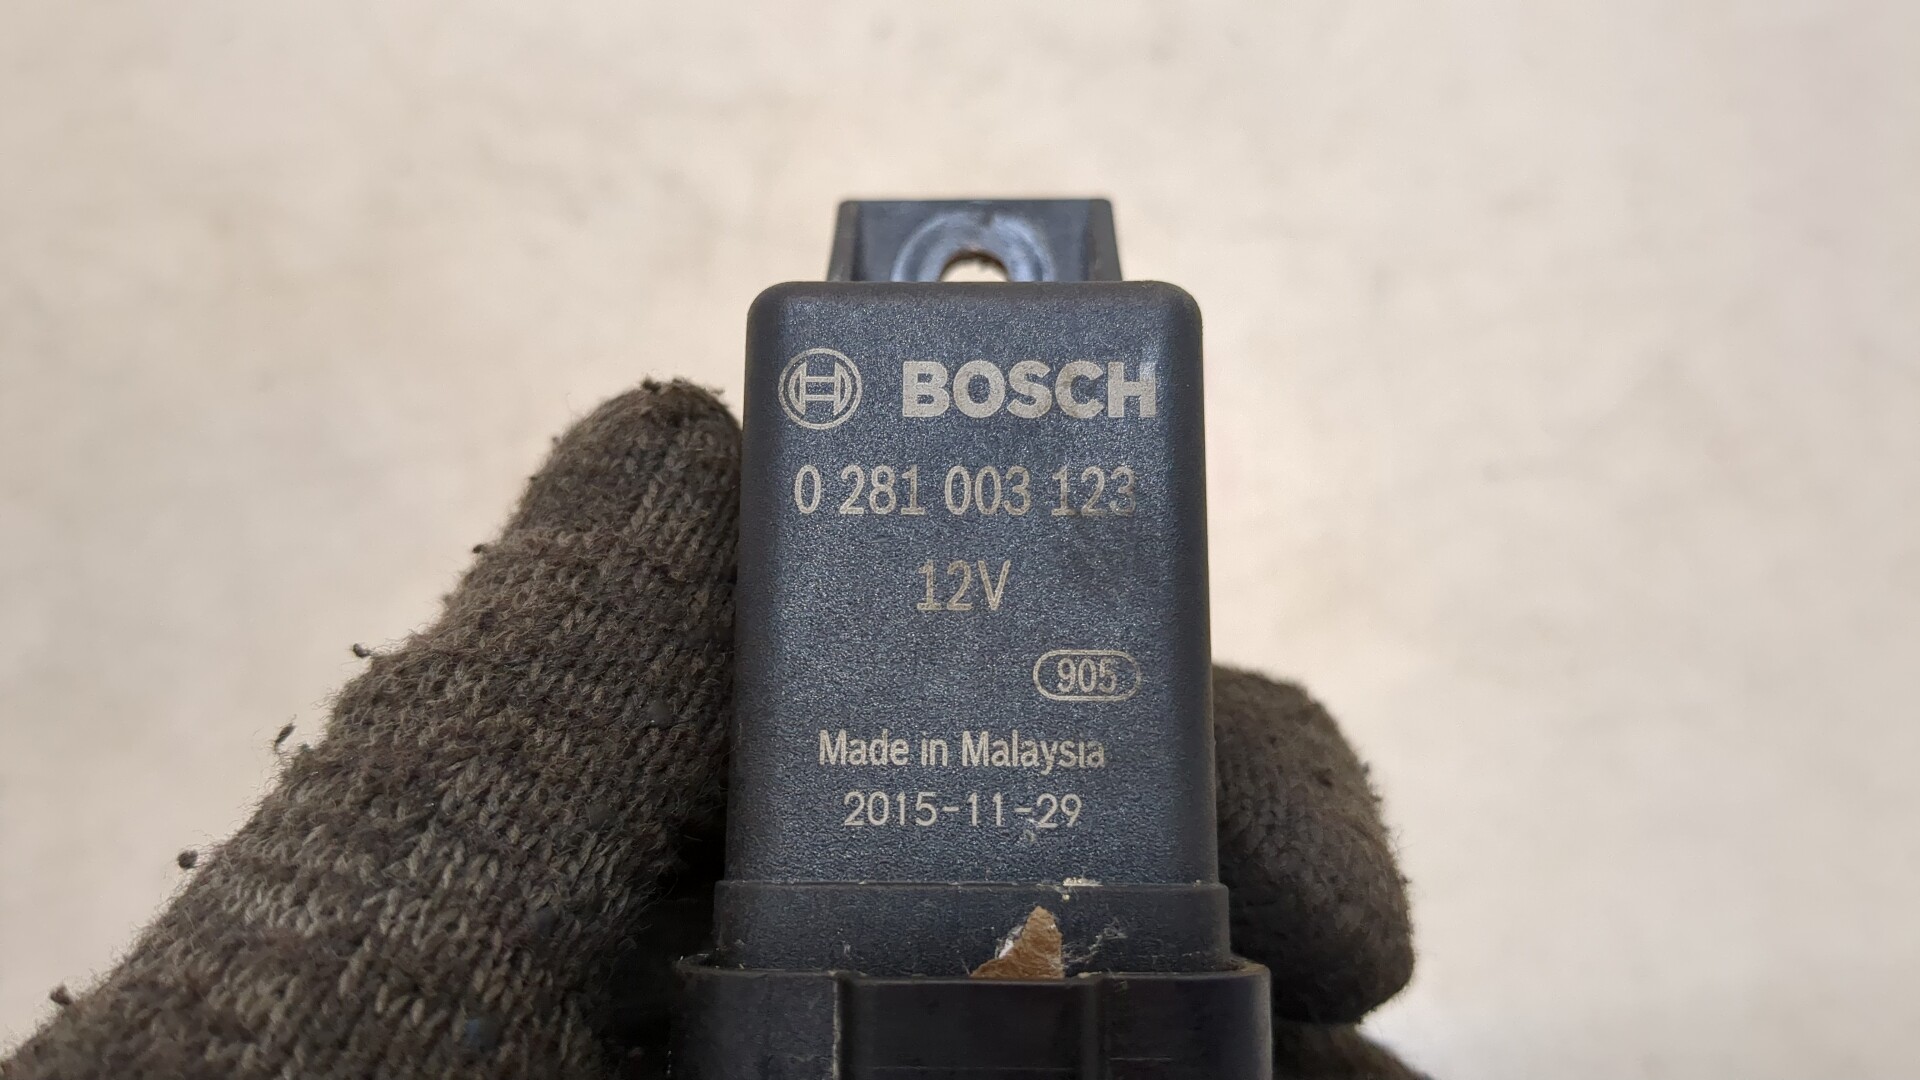 BOSCH
0 281 003 123
12V
905
Made in Malaysia
2015-11-29